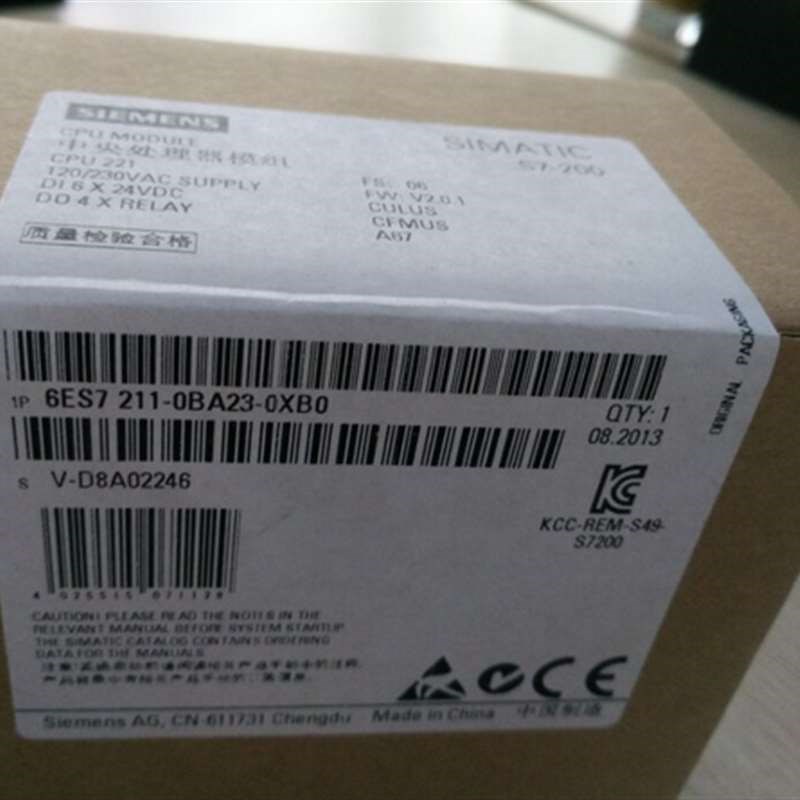 SIEMENS
CPU MODULE
中央处理器模组
CPU 221
120/230VAC SUPPLY
DI 6 X 24VDC
DO 4 X RELAY
质量检验合格
SIMATIC
S7-200
FS: 06
FW: V2.0.1
CULUS
CFMUS
A67
ORIGINAL PACKAGING
1P 6ES7 211-0BA23-0XB0
QTY: 1
08.2013
S V-D8A02246
KCC-REM-S49-
S7200
4 025515 071128
CAUTION! PLEASE READ THE NOTES IN THE
RELEVANT MANUAL BEFORE SYSTEM STARTUP.
THE SIMATIC CATALOG CONTAINS ORDERING
DATA FOR THE MANUALS
CE
Siemens AG, CN-611731 Chengdu Made in China 中国制造